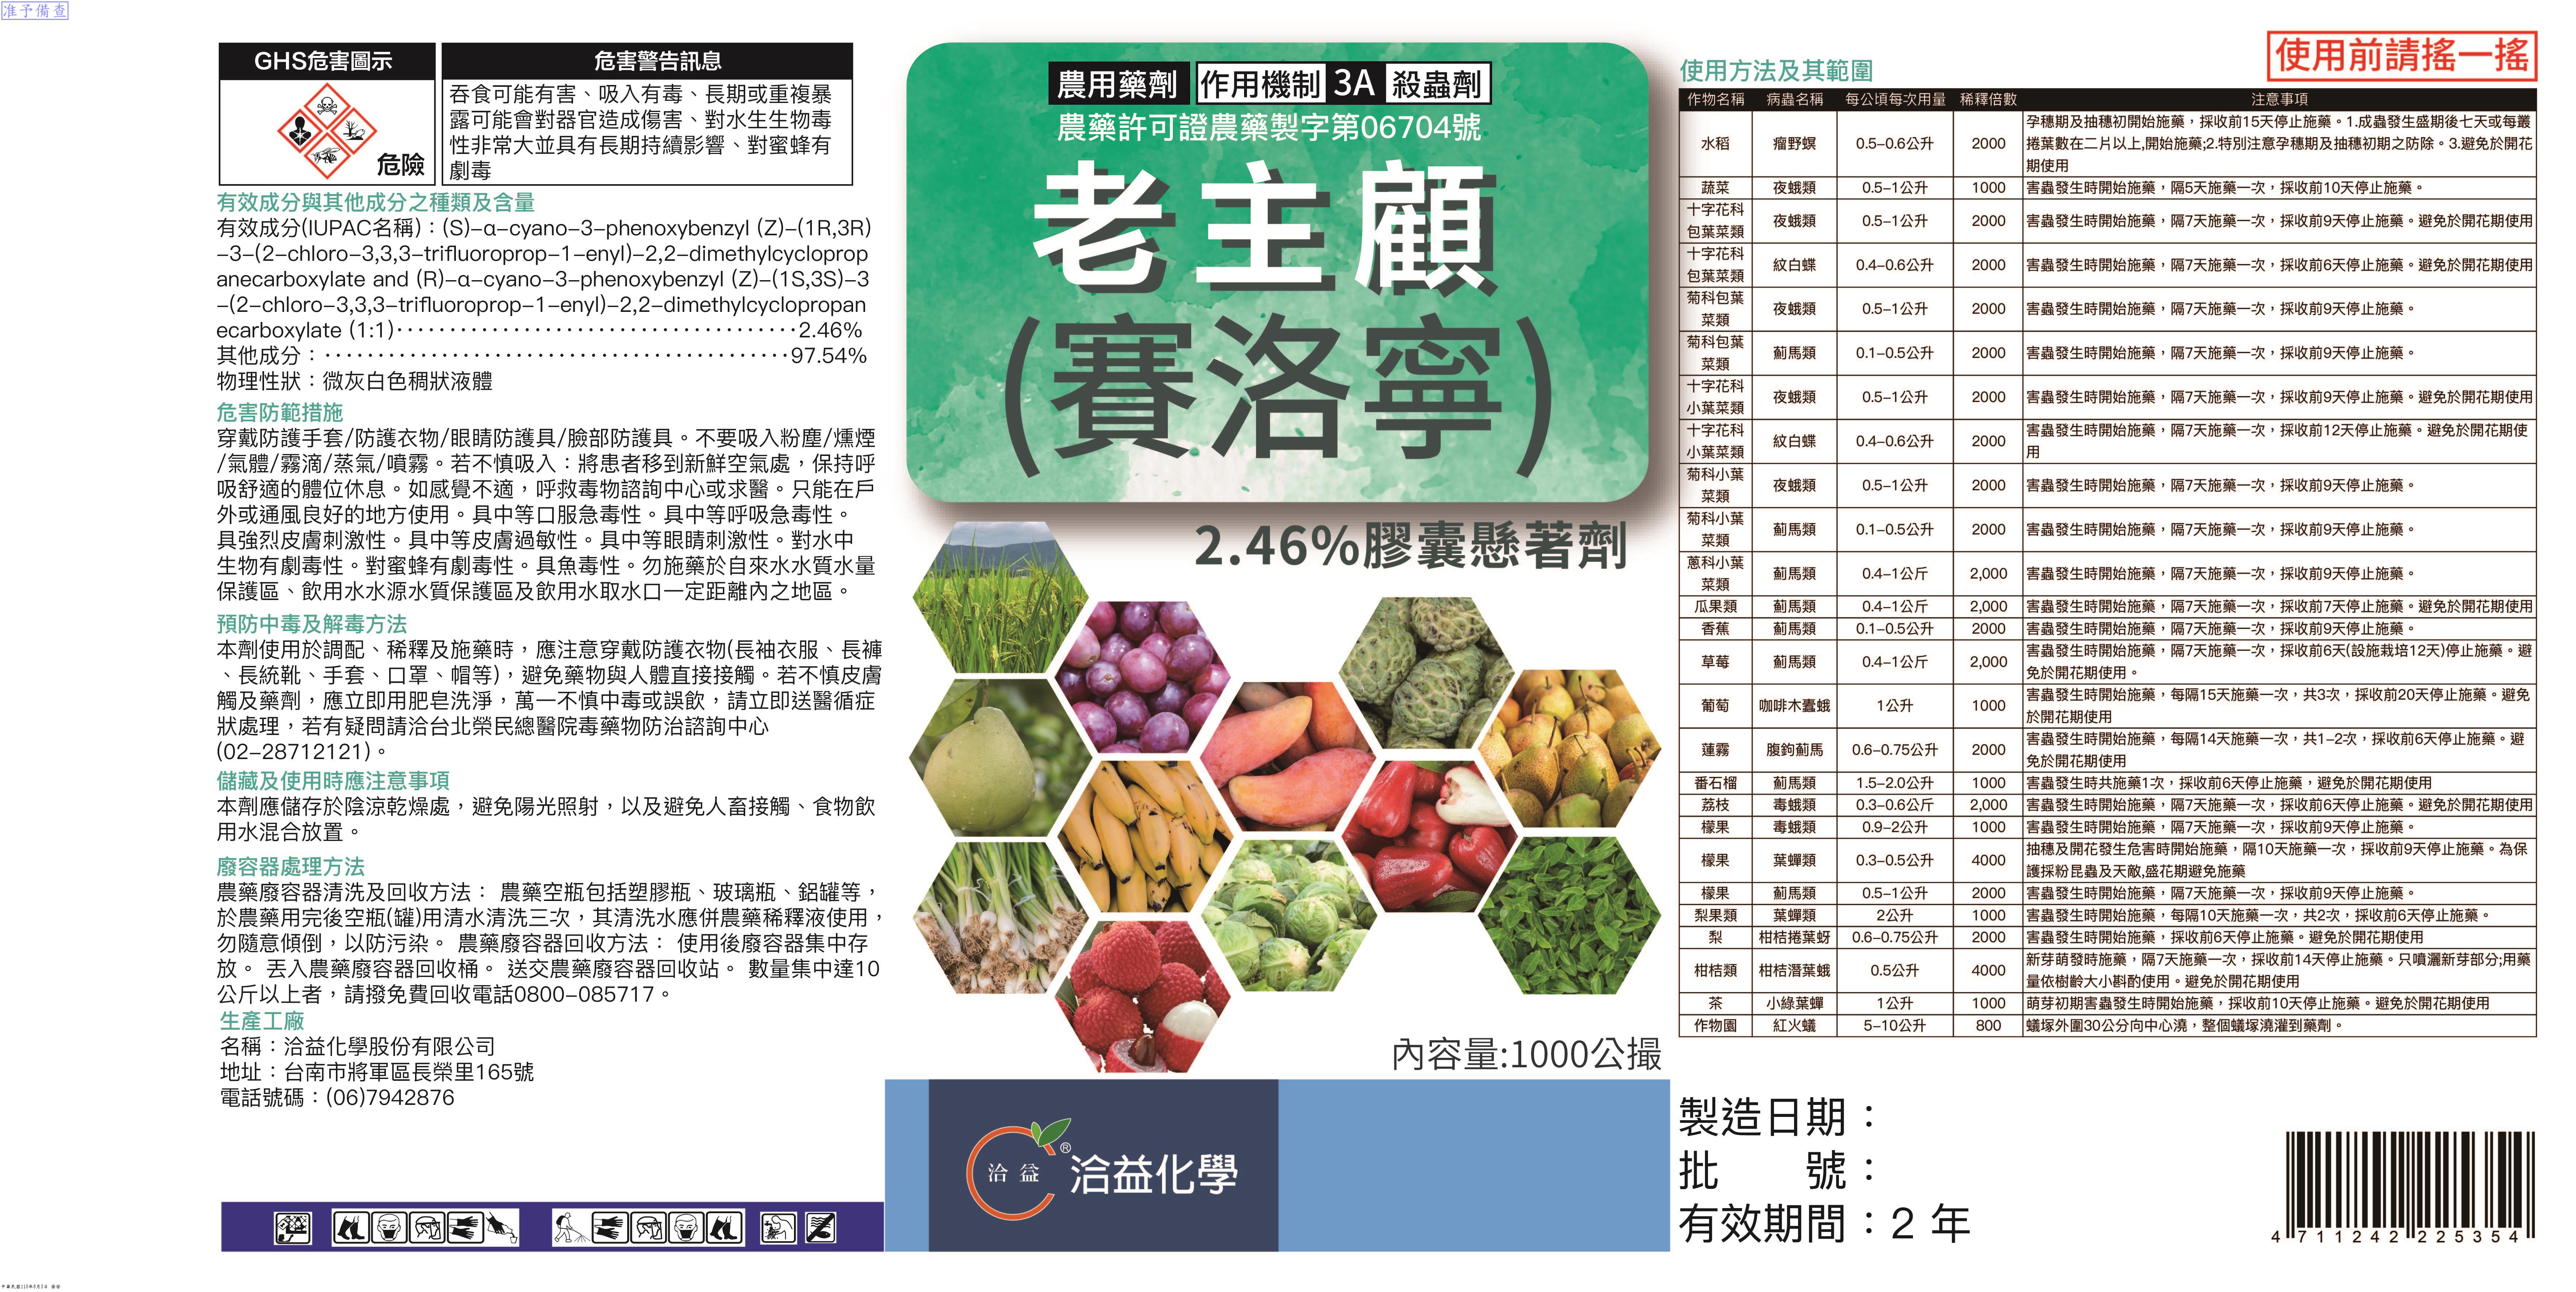 准予備查
GHS危害圖示
危害警告訊息
危險
吞食可能有害、吸入有毒、長期或重複暴
露可能會對器官造成傷害、對水生生物毒
性非常大並具有長期持續影響、對蜜蜂有
劇毒
有效成分與其他成分之種類及含量
有效成分(IUPAC名稱)：(S)-α-cyano-3-phenoxybenzyl (Z)-(1R,3R)
-3-(2-chloro-3,3,3-trifluoroprop-1-enyl)-2,2-dimethylcycloprop
anecarboxylate and (R)-α-cyano-3-phenoxybenzyl (Z)-(1S,3S)-3
-(2-chloro-3,3,3-trifluoroprop-1-enyl)-2,2-dimethylcyclopropan
ecarboxylate (1:1)‧‧‧‧‧‧‧‧‧‧‧‧‧‧‧‧‧‧‧‧‧‧‧‧‧‧‧‧‧‧‧‧‧‧‧‧‧‧2.46%
其他成分：‧‧‧‧‧‧‧‧‧‧‧‧‧‧‧‧‧‧‧‧‧‧‧‧‧‧‧‧‧‧‧‧‧‧‧‧‧‧‧‧‧‧‧‧97.54%
物理性狀：微灰白色稠狀液體
危害防範措施
穿戴防護手套/防護衣物/眼睛防護具/臉部防護具。不要吸入粉塵/燻煙
/氣體/霧滴/蒸氣/噴霧。若不慎吸入：將患者移到新鮮空氣處，保持呼
吸舒適的體位休息。如感覺不適，呼救毒物諮詢中心或求醫。只能在戶
外或通風良好的地方使用。具中等口服急毒性。具中等呼吸急毒性。
具強烈皮膚刺激性。具中等皮膚過敏性。具中等眼睛刺激性。對水中
生物有劇毒性。對蜜蜂有劇毒性。具魚毒性。勿施藥於自來水水質水量
保護區、飲用水水源水質保護區及飲用水取水口一定距離內之地區。
預防中毒及解毒方法
本劑使用於調配、稀釋及施藥時，應注意穿戴防護衣物(長袖衣服、長褲
、長統靴、手套、口罩、帽等)，避免藥物與人體直接接觸。若不慎皮膚
觸及藥劑，應立即用肥皂洗淨，萬一不慎中毒或誤飲，請立即送醫循症
狀處理，若有疑問請洽台北榮民總醫院毒藥物防治諮詢中心
(02-28712121)。
儲藏及使用時應注意事項
本劑應儲存於陰涼乾燥處，避免陽光照射，以及避免人畜接觸、食物飲
用水混合放置。
廢容器處理方法
農藥廢容器清洗及回收方法： 農藥空瓶包括塑膠瓶、玻璃瓶、鋁罐等，
於農藥用完後空瓶(罐)用清水清洗三次，其清洗水應併農藥稀釋液使用，
勿隨意傾倒，以防污染。 農藥廢容器回收方法： 使用後廢容器集中存
放。 丟入農藥廢容器回收桶。 送交農藥廢容器回收站。 數量集中達10
公斤以上者，請撥免費回收電話0800-085717。
生產工廠
名稱：洽益化學股份有限公司
地址：台南市將軍區長榮里165號
電話號碼：(06)7942876
農用藥劑 作用機制 3A 殺蟲劑
農藥許可證農藥製字第06704號
老主顧
(賽洛寧)
2.46%膠囊懸著劑
內容量:1000公撮
洽益
® 洽益化學
使用前請搖一搖
使用方法及其範圍
作物名稱 病蟲名稱 每公頃每次用量 稀釋倍數 注意事項
水稻 瘤野螟 0.5-0.6公升 2000 孕穗期及抽穗初開始施藥，採收前15天停止施藥。1.成蟲發生盛期後七天或每叢
捲葉數在二片以上,開始施藥;2.特別注意孕穗期及抽穗初期之防除。3.避免於開花
期使用
蔬菜 夜蛾類 0.5-1公升 1000 害蟲發生時開始施藥，隔5天施藥一次，採收前10天停止施藥。
十字花科
包葉菜類 夜蛾類 0.5-1公升 2000 害蟲發生時開始施藥，隔7天施藥一次，採收前9天停止施藥。避免於開花期使用
十字花科
包葉菜類 紋白蝶 0.4-0.6公升 2000 害蟲發生時開始施藥，隔7天施藥一次，採收前6天停止施藥。避免於開花期使用
菊科包葉
菜類 夜蛾類 0.5-1公升 2000 害蟲發生時開始施藥，隔7天施藥一次，採收前9天停止施藥。
菊科包葉
菜類 薊馬類 0.1-0.5公升 2000 害蟲發生時開始施藥，隔7天施藥一次，採收前9天停止施藥。
十字花科
小葉菜類 夜蛾類 0.5-1公升 2000 害蟲發生時開始施藥，隔7天施藥一次，採收前9天停止施藥。避免於開花期使用
十字花科
小葉菜類 紋白蝶 0.4-0.6公升 2000 害蟲發生時開始施藥，隔7天施藥一次，採收前12天停止施藥。避免於開花期使
用
菊科小葉
菜類 夜蛾類 0.5-1公升 2000 害蟲發生時開始施藥，隔7天施藥一次，採收前9天停止施藥。
菊科小葉
菜類 薊馬類 0.1-0.5公升 2000 害蟲發生時開始施藥，隔7天施藥一次，採收前9天停止施藥。
蔥科小葉
菜類 薊馬類 0.4-1公斤 2,000 害蟲發生時開始施藥，隔7天施藥一次，採收前9天停止施藥。
瓜果類 薊馬類 0.4-1公斤 2,000 害蟲發生時開始施藥，隔7天施藥一次，採收前7天停止施藥。避免於開花期使用
香蕉 薊馬類 0.1-0.5公升 2000 害蟲發生時開始施藥，隔7天施藥一次，採收前9天停止施藥。
草莓 薊馬類 0.4-1公斤 2,000 害蟲發生時開始施藥，隔7天施藥一次，採收前6天(設施栽培12天)停止施藥。避
免於開花期使用。
葡萄 咖啡木蠹蛾 1公升 1000 害蟲發生時開始施藥，每隔15天施藥一次，共3次，採收前20天停止施藥。避免
於開花期使用
蓮霧 腹鉤薊馬 0.6-0.75公升 2000 害蟲發生時開始施藥，每隔14天施藥一次，共1-2次，採收前6天停止施藥。避
免於開花期使用
番石榴 薊馬類 1.5-2.0公升 1000 害蟲發生時共施藥1次，採收前6天停止施藥，避免於開花期使用
荔枝 毒蛾類 0.3-0.6公斤 2,000 害蟲發生時開始施藥，隔7天施藥一次，採收前6天停止施藥。避免於開花期使用
檬果 毒蛾類 0.9-2公升 1000 害蟲發生時開始施藥，隔7天施藥一次，採收前9天停止施藥。
檬果 葉蟬類 0.3-0.5公升 4000 抽穗及開花發生危害時開始施藥，隔10天施藥一次，採收前9天停止施藥。為保
護採粉昆蟲及天敵,盛花期避免施藥
檬果 薊馬類 0.5-1公升 2000 害蟲發生時開始施藥，隔7天施藥一次，採收前9天停止施藥。
梨果類 葉蟬類 2公升 1000 害蟲發生時開始施藥，每隔10天施藥一次，共2次，採收前6天停止施藥。
梨 柑桔捲葉蚜 0.6-0.75公升 2000 害蟲發生時開始施藥，採收前6天停止施藥。避免於開花期使用
柑桔類 柑桔潛葉蛾 0.5公升 4000 新芽萌發時施藥，隔7天施藥一次，採收前14天停止施藥。只噴灑新芽部分;用藥
量依樹齡大小斟酌使用。避免於開花期使用
茶 小綠葉蟬 1公升 1000 萌芽初期害蟲發生時開始施藥，採收前10天停止施藥。避免於開花期使用
作物園 紅火蟻 5-10公升 800 蟻塚外圍30公分向中心澆，整個蟻塚澆灌到藥劑。
製造日期：
批 號：
有效期間：2 年
4 711242 225354